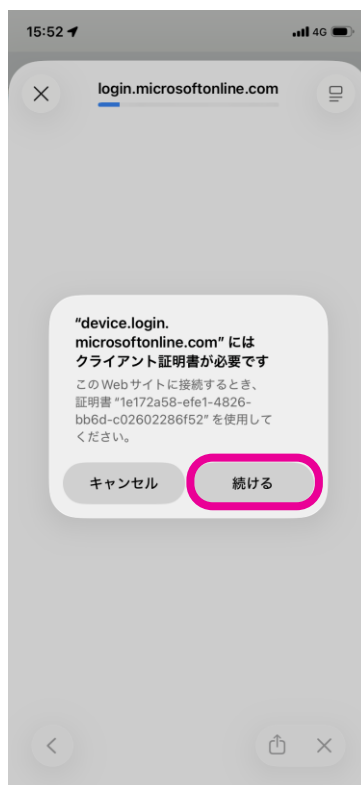 15:52 4G
login.microsoftonline.com
“device.login.
microsoftonline.com” には
クライアント証明書が必要です
このWebサイトに接続するとき、
証明書 “1e172a58-efe1-4826-
bb6d-c02602286f52” を使用して
ください。
キャンセル 続ける